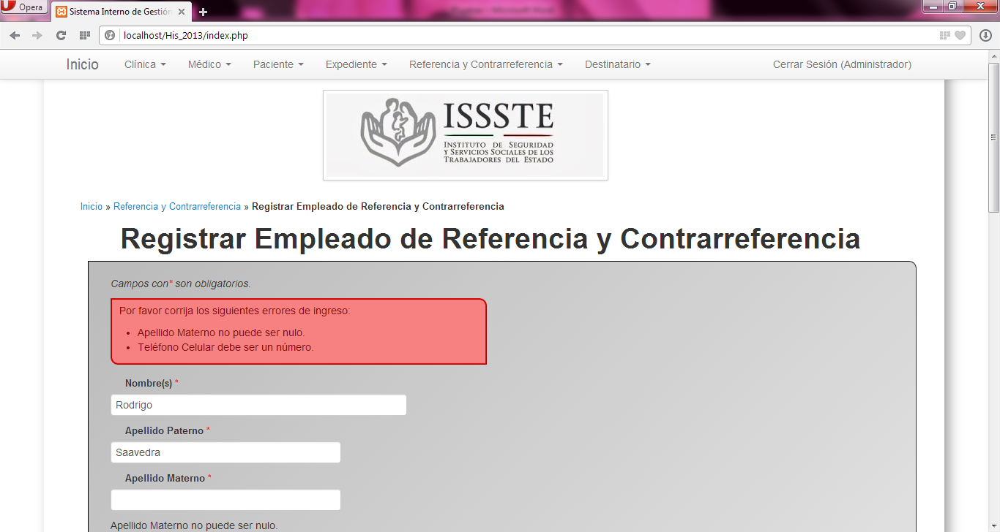 Opera
Sistema Interno de Gestión
localhost/His_2013/index.php
Inicio Clínica Médico Paciente Expediente Referencia y Contrarreferencia Destinatario Cerrar Sesión (Administrador)
ISSSTE
INSTITUTO DE SEGURIDAD
Y SERVICIOS SOCIALES DE LOS
TRABAJADORES DEL ESTADO
Inicio » Referencia y Contrarreferencia » Registrar Empleado de Referencia y Contrarreferencia
Registrar Empleado de Referencia y Contrarreferencia
Campos con* son obligatorios.
Por favor corrija los siguientes errores de ingreso:
• Apellido Materno no puede ser nulo.
• Teléfono Celular debe ser un número.
Nombre(s) *
Rodrigo
Apellido Paterno *
Saavedra
Apellido Materno *
Apellido Materno no puede ser nulo.